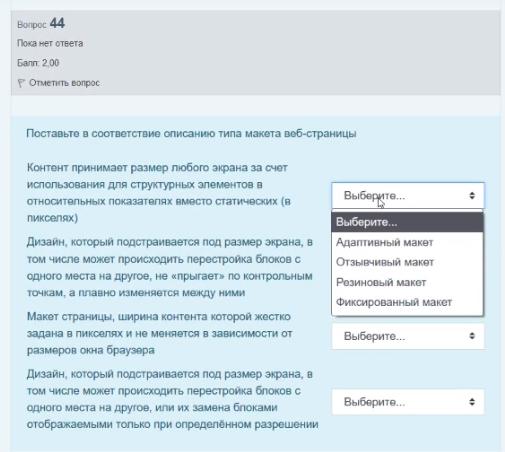 Вопрос 44
Пока нет ответа
Балл: 2,00
Отметить вопрос
Поставьте в соответствие описанию типа макета веб-страницы
Контент принимает размер любого экрана за счет
использования для структурных элементов в
относительных показателях вместо статических (в
пикселях)
Выберите...
Выберите...
Адаптивный макет
Отзывчивый макет
Резиновый макет
Фиксированный макет
Дизайн, который подстраивается под размер экрана, в
том числе может происходить перестройка блоков с
одного места на другое, не «прыгает» по контрольным
точкам, а плавно изменяется между ними
Макет страницы, ширина контента которой жестко
задана в пикселях и не меняется в зависимости от
размеров окна браузера
Выберите...
Дизайн, который подстраивается под размер экрана, в
том числе может происходить перестройка блоков с
одного места на другое, или их замена блоками
отображаемыми только при определённом разрешении
Выберите...